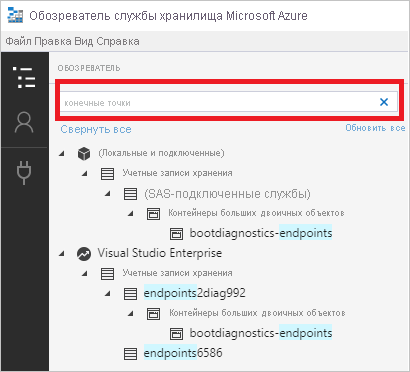 Обозреватель службы хранилища Microsoft Azure
Файл Правка Вид Справка
ОБОЗРЕВАТЕЛЬ
конечные точки
Свернуть все Обновить все
(Локальные и подключенные)
Учетные записи хранения
(SAS-подключенные службы)
Контейнеры больших двоичных объектов
bootdiagnostics-endpoints
Visual Studio Enterprise
Учетные записи хранения
endpoints2diag992
Контейнеры больших двоичных объектов
bootdiagnostics-endpoints
endpoints6586